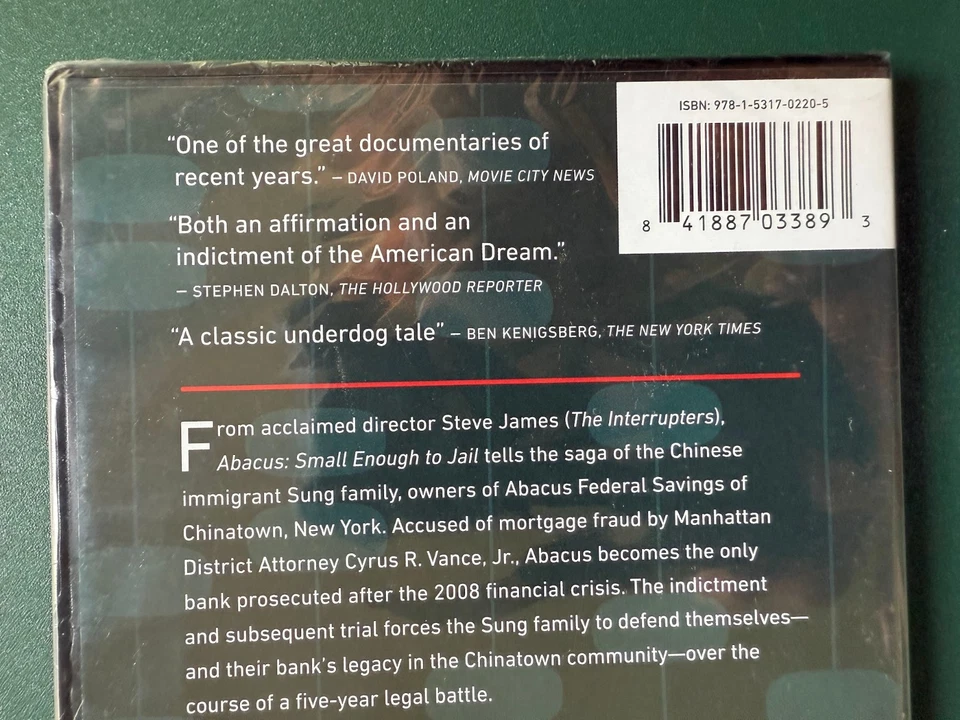 ISBN: 978-1-5317-0220-5
8 41887 03389 3
“One of the great documentaries of
recent years.” – DAVID POLAND, MOVIE CITY NEWS
“Both an affirmation and an
indictment of the American Dream.”
– STEPHEN DALTON, THE HOLLYWOOD REPORTER
“A classic underdog tale” – BEN KENIGSBERG, THE NEW YORK TIMES
From acclaimed director Steve James (The Interrupters),
Abacus: Small Enough to Jail tells the saga of the Chinese
immigrant Sung family, owners of Abacus Federal Savings of
Chinatown, New York. Accused of mortgage fraud by Manhattan
District Attorney Cyrus R. Vance, Jr., Abacus becomes the only
bank prosecuted after the 2008 financial crisis. The indictment
and subsequent trial forces the Sung family to defend themselves—
and their bank’s legacy in the Chinatown community—over the
course of a five-year legal battle.